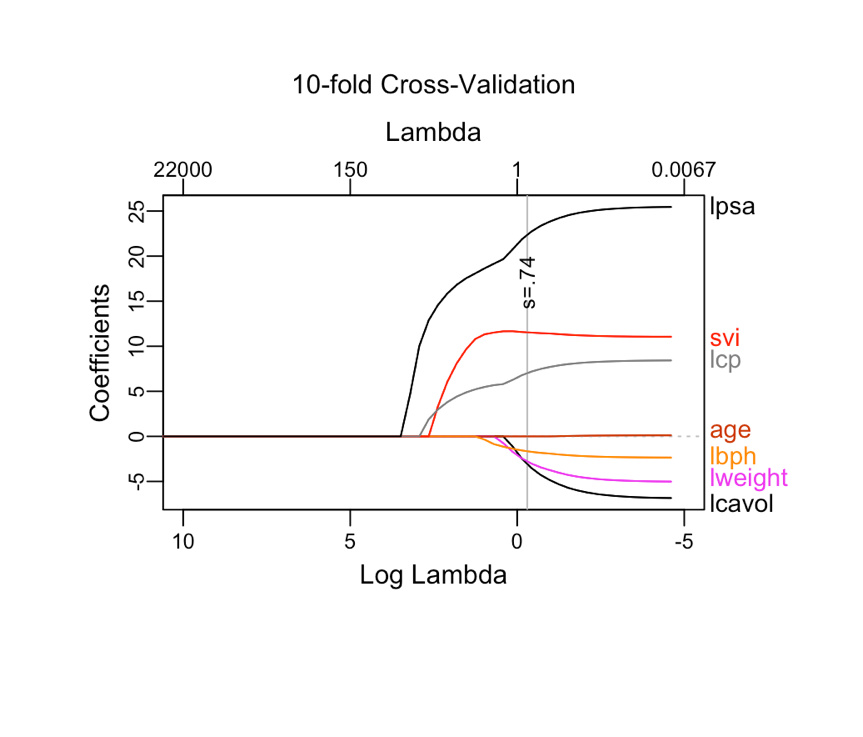 10-fold Cross-Validation
Lambda
22000 150 1 0.0067
25
20
15
10
5
0
-5
Coefficients
s=.74
lpsa
svi
lcp
age
lbph
lweight
lcavol
10 5 0 -5
Log Lambda